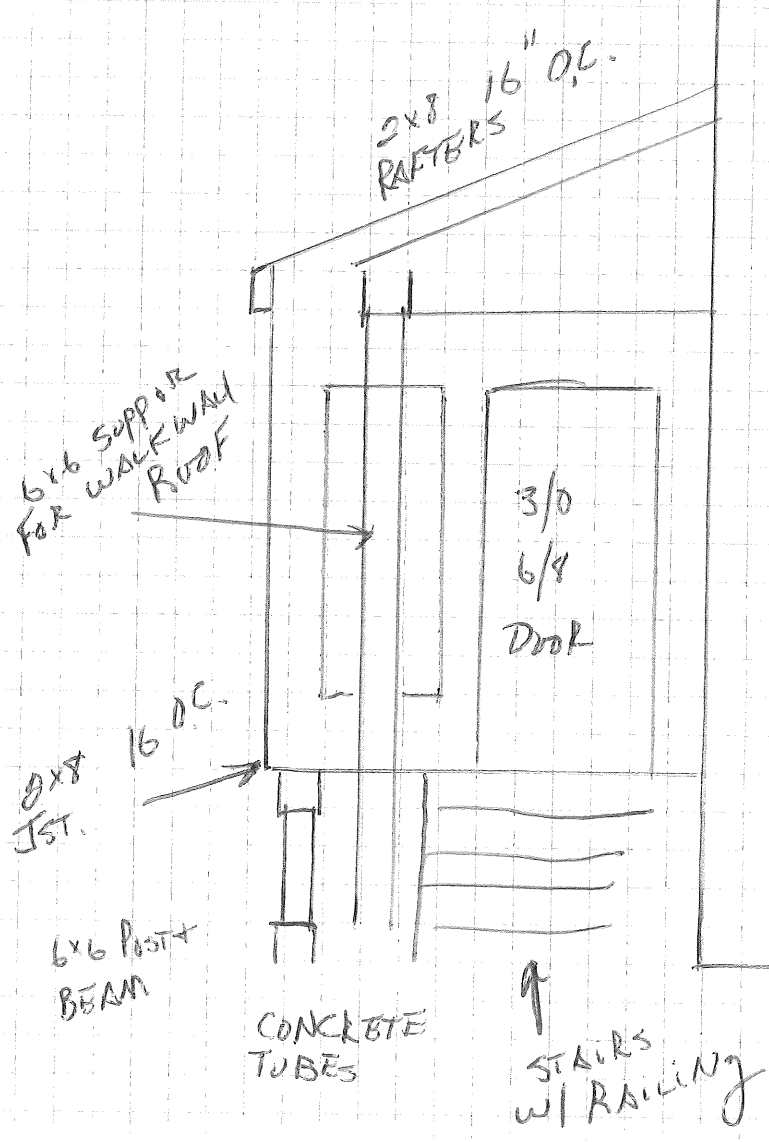 2x8 16" O.C.
RAFTERS
6x6 SUPPOR
FOR WALKWAY
ROOF
3/0
6/8
DOOR
2x8 16 O.C.
JST.
6x6 POST +
BEAM
CONCRETE
TUBES
STAIRS
W/ RAILING